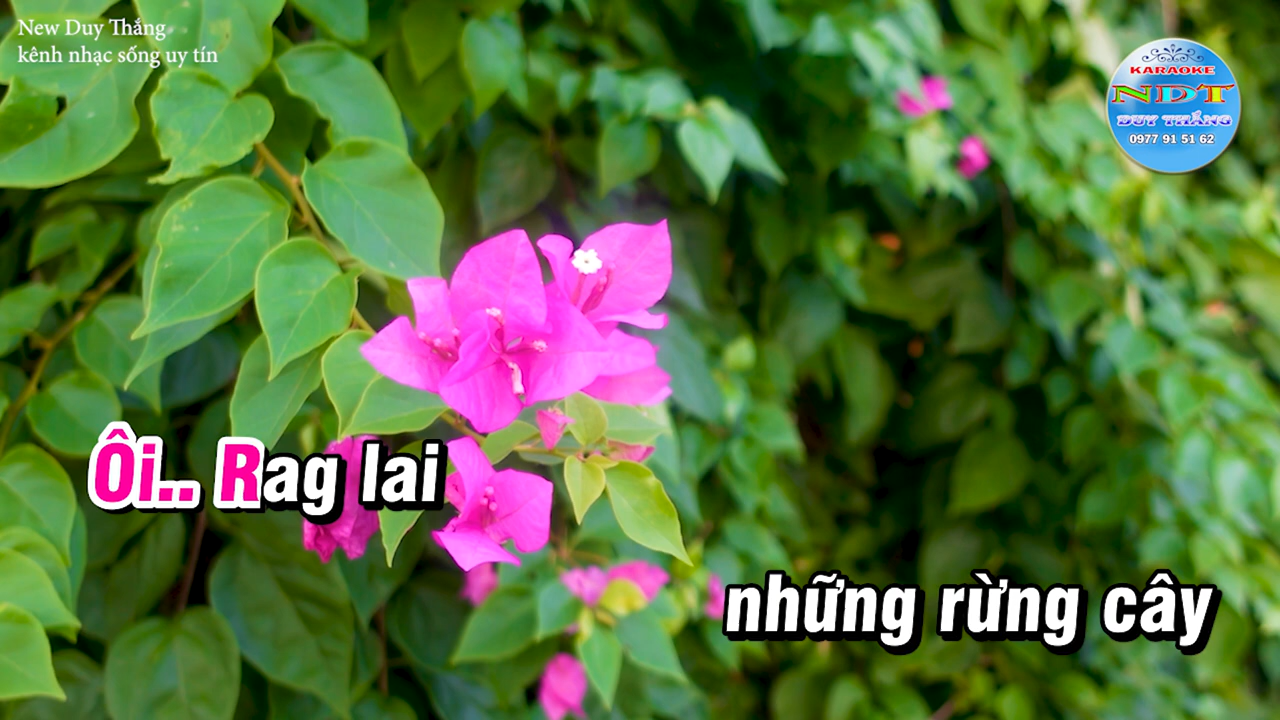 New Duy Thắng
kênh nhạc sống uy tín
KARAOKE
NDT
DUY THẮNG
0977 91 51 62
Ôi.. Rag lai
những rừng cây